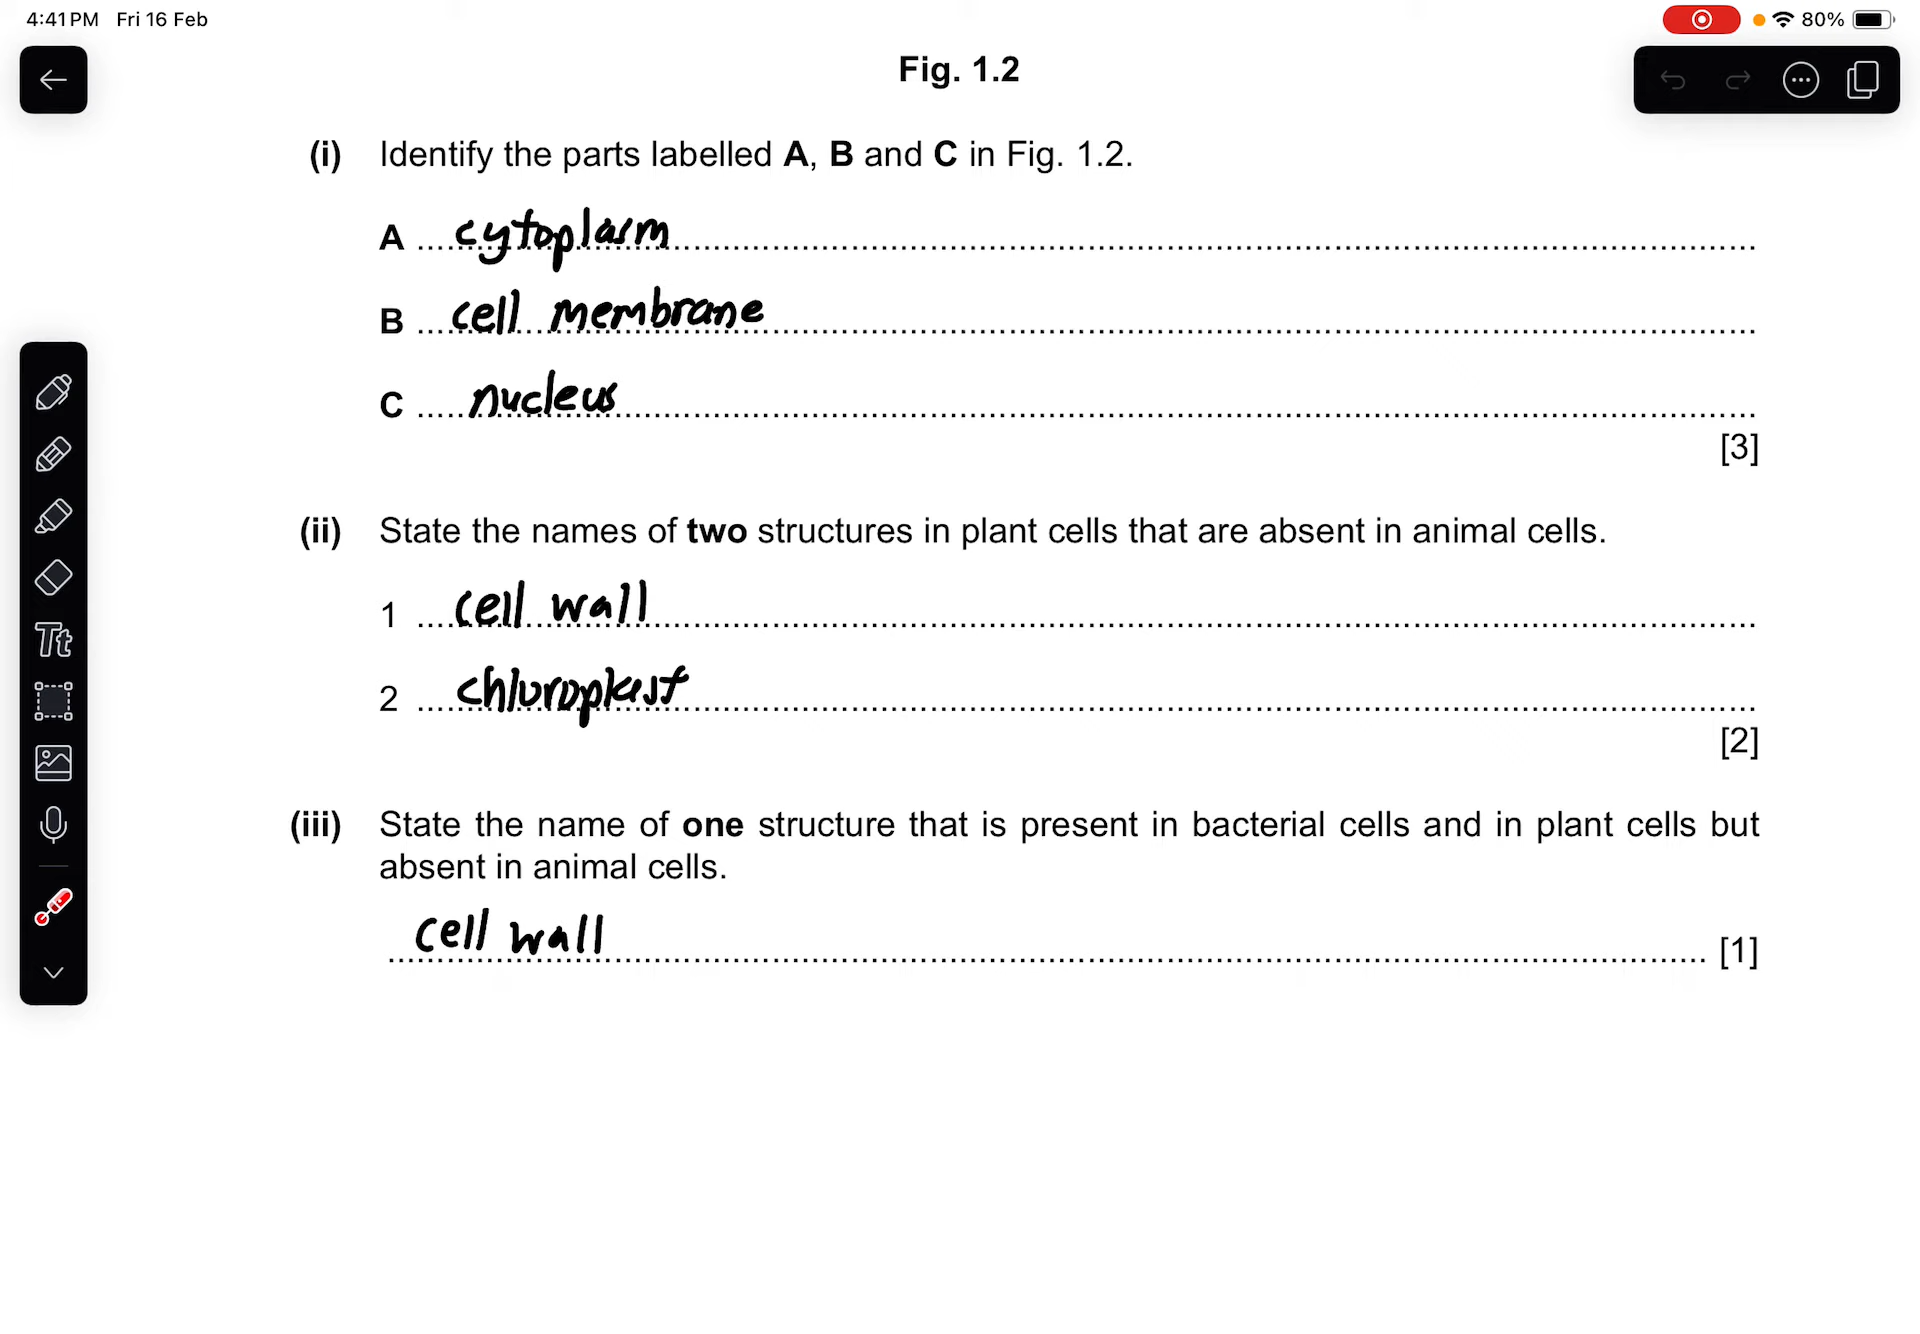 4:41 PM Fri 16 Feb
80%
Fig. 1.2
(i) Identify the parts labelled A, B and C in Fig. 1.2.
A cytoplasm
B cell membrane
C nucleus
[3]
(ii) State the names of two structures in plant cells that are absent in animal cells.
1 cell wall
2 chloroplast
[2]
Tt
(iii) State the name of one structure that is present in bacterial cells and in plant cells but
absent in animal cells.
cell wall [1]